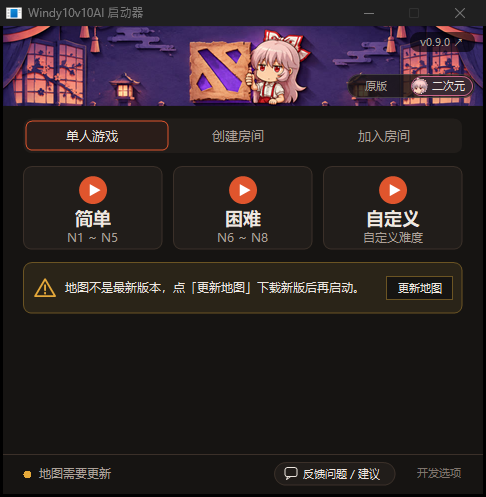 Windy10v10AI 启动器
v0.9.0 ↗
原版
二次元
单人游戏
创建房间
加入房间
简单
N1 ~ N5
困难
N6 ~ N8
自定义
自定义难度
地图不是最新版本，点「更新地图」下载新版后再启动。
更新地图
地图需要更新
反馈问题 / 建议
开发选项